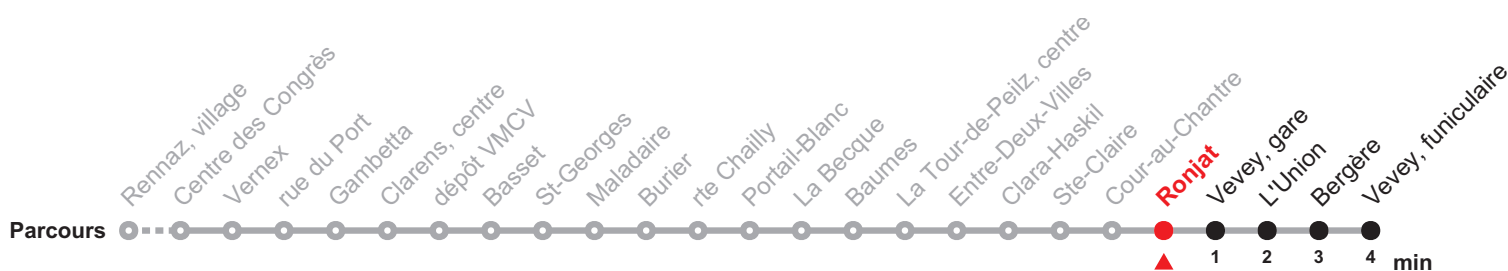 Rennaz, village
Centre des Congrès
Vernex
rue du Port
Gambetta
Clarens, centre
dépôt VMCV
Basset
St-Georges
Maladaire
Burier
rte Chailly
Portail-Blanc
La Becque
Baumes
La Tour-de-Peilz, centre
Entre-Deux-Villes
Clara-Haskil
Ste-Claire
Cour-au-Chantre
Ronjat
Vevey, gare
L'Union
Bergère
Vevey, funiculaire
Parcours
1 2 3 4 min